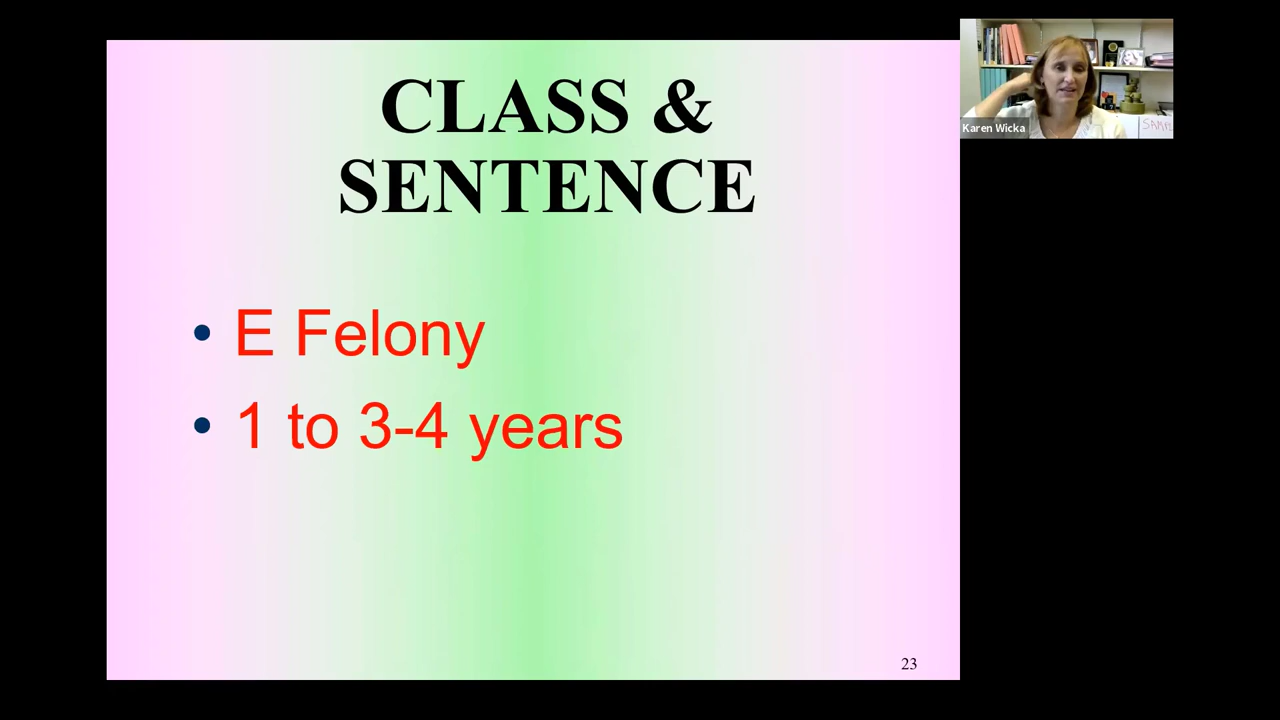 CLASS &
SENTENCE
• E Felony
• 1 to 3-4 years
23
Karen Wicka